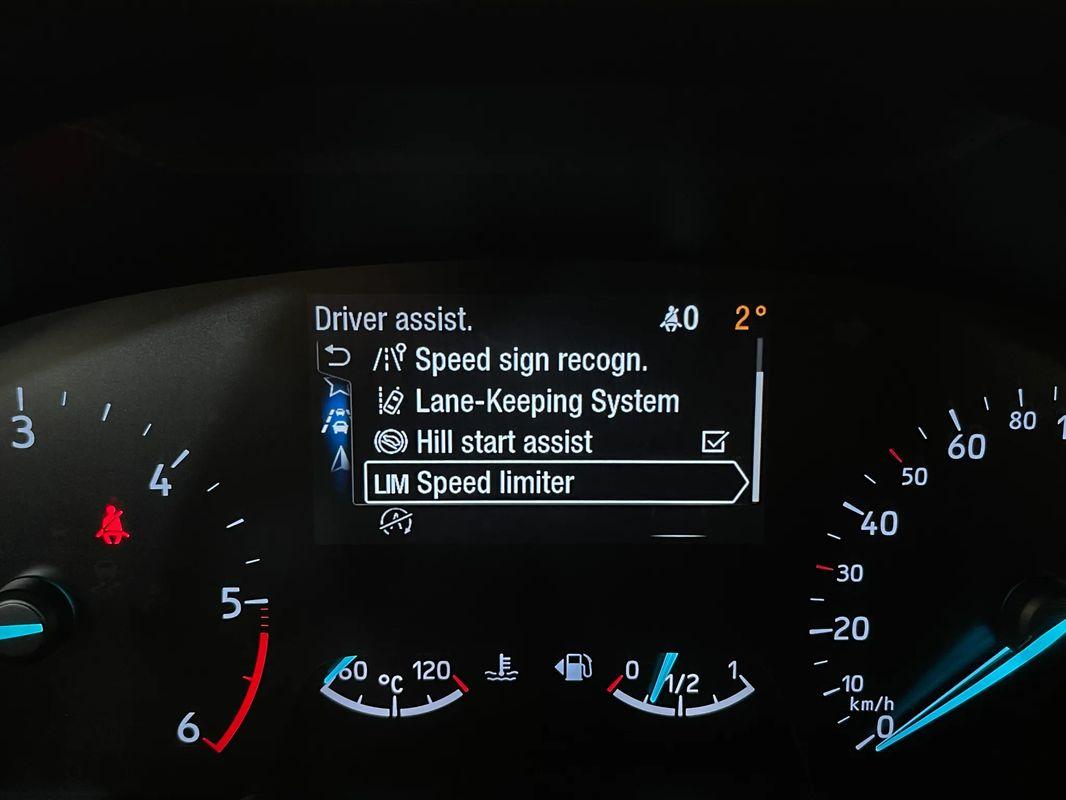 Driver assist. 0 2°
Speed sign recogn.
Lane-Keeping System
Hill start assist
LIM Speed limiter
3
4
5
6
60 °C 120
0 1/2 1
80
60
50
40
30
20
10
km/h
0